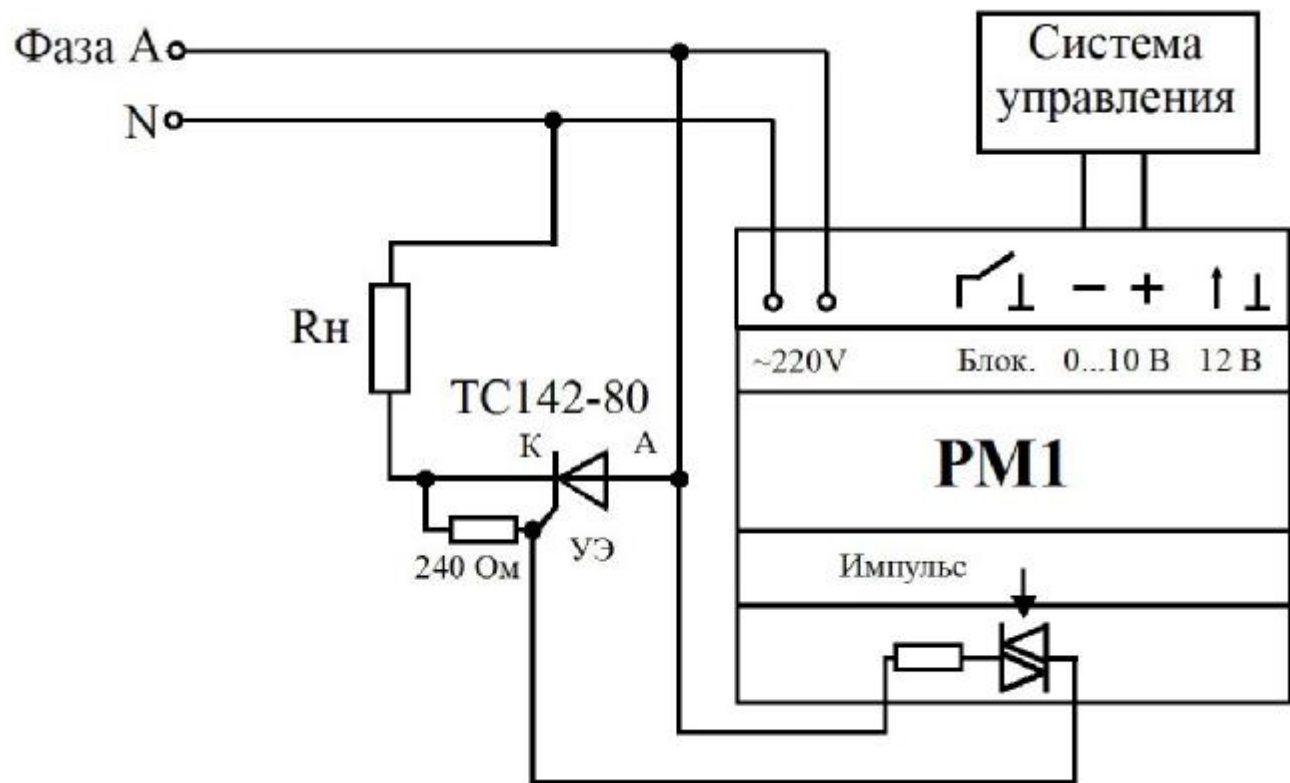 Фаза А
N
Система
управления
Rн
~220V
Блок.
0...10 В
12 В
ТС142-80
К
А
РМ1
УЭ
240 Ом
Импульс